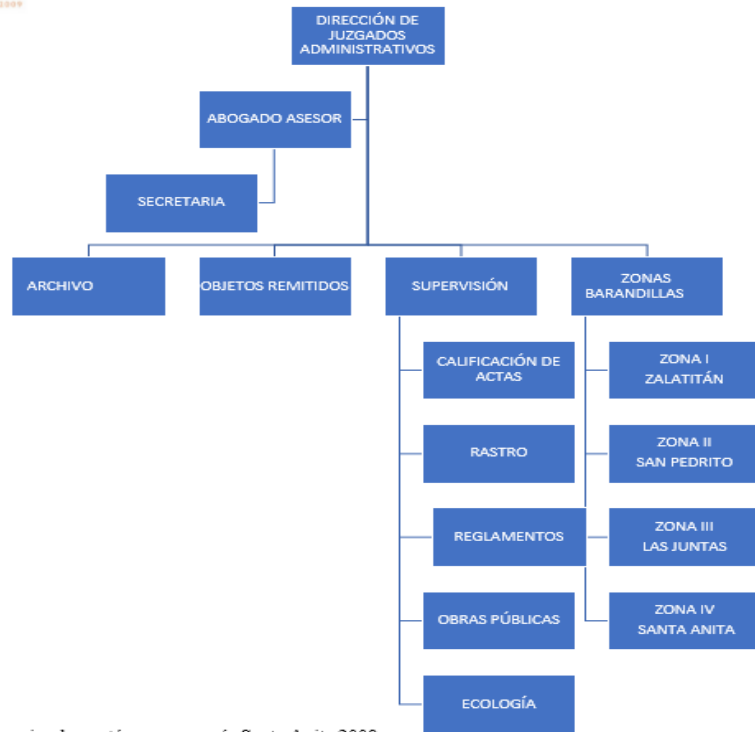 2009
DIRECCIÓN DE
JUZGADOS
ADMINISTRATIVOS
ABOGADO ASESOR
SECRETARIA
ARCHIVO
OBJETOS REMITIDOS
SUPERVISIÓN
ZONAS
BARANDILLAS
CALIFICACIÓN DE
ACTAS
RASTRO
REGLAMENTOS
OBRAS PÚBLICAS
ECOLOGÍA
ZONA I
ZALATITÁN
ZONA II
SAN PEDRITO
ZONA III
LAS JUNTAS
ZONA IV
SANTA ANITA